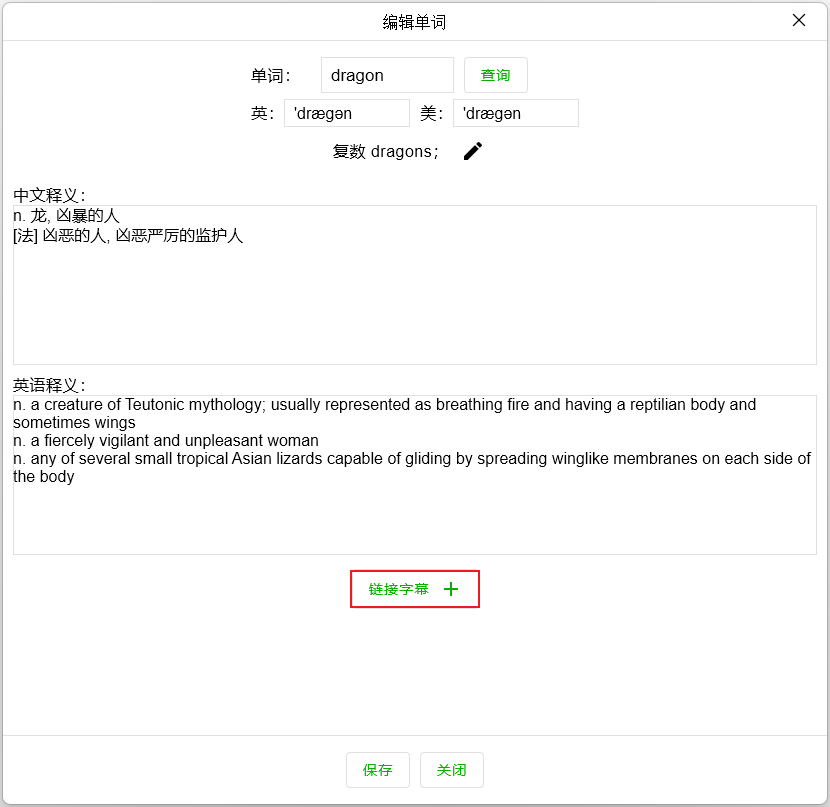 编辑单词
单词： dragon 查询
英： 'drægən 美： 'drægən
复数 dragons；
中文释义：
n. 龙, 凶暴的人
[法] 凶恶的人, 凶恶严厉的监护人
英语释义：
n. a creature of Teutonic mythology; usually represented as breathing fire and having a reptilian body and
sometimes wings
n. a fiercely vigilant and unpleasant woman
n. any of several small tropical Asian lizards capable of gliding by spreading winglike membranes on each side of
the body
链接字幕 +
保存 关闭